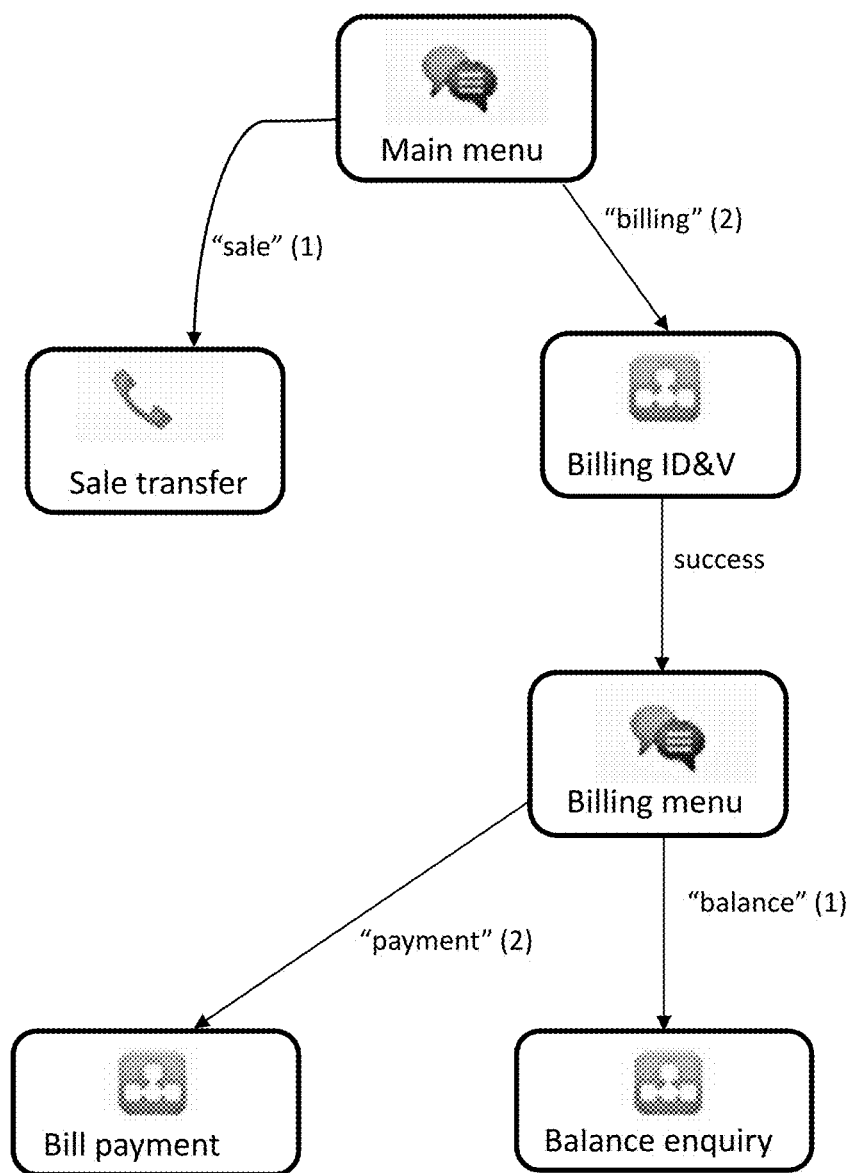 Main menu
“sale” (1)
“billing” (2)
Sale transfer
Billing ID&V
success
Billing menu
“balance” (1)
“payment” (2)
Bill payment
Balance enquiry